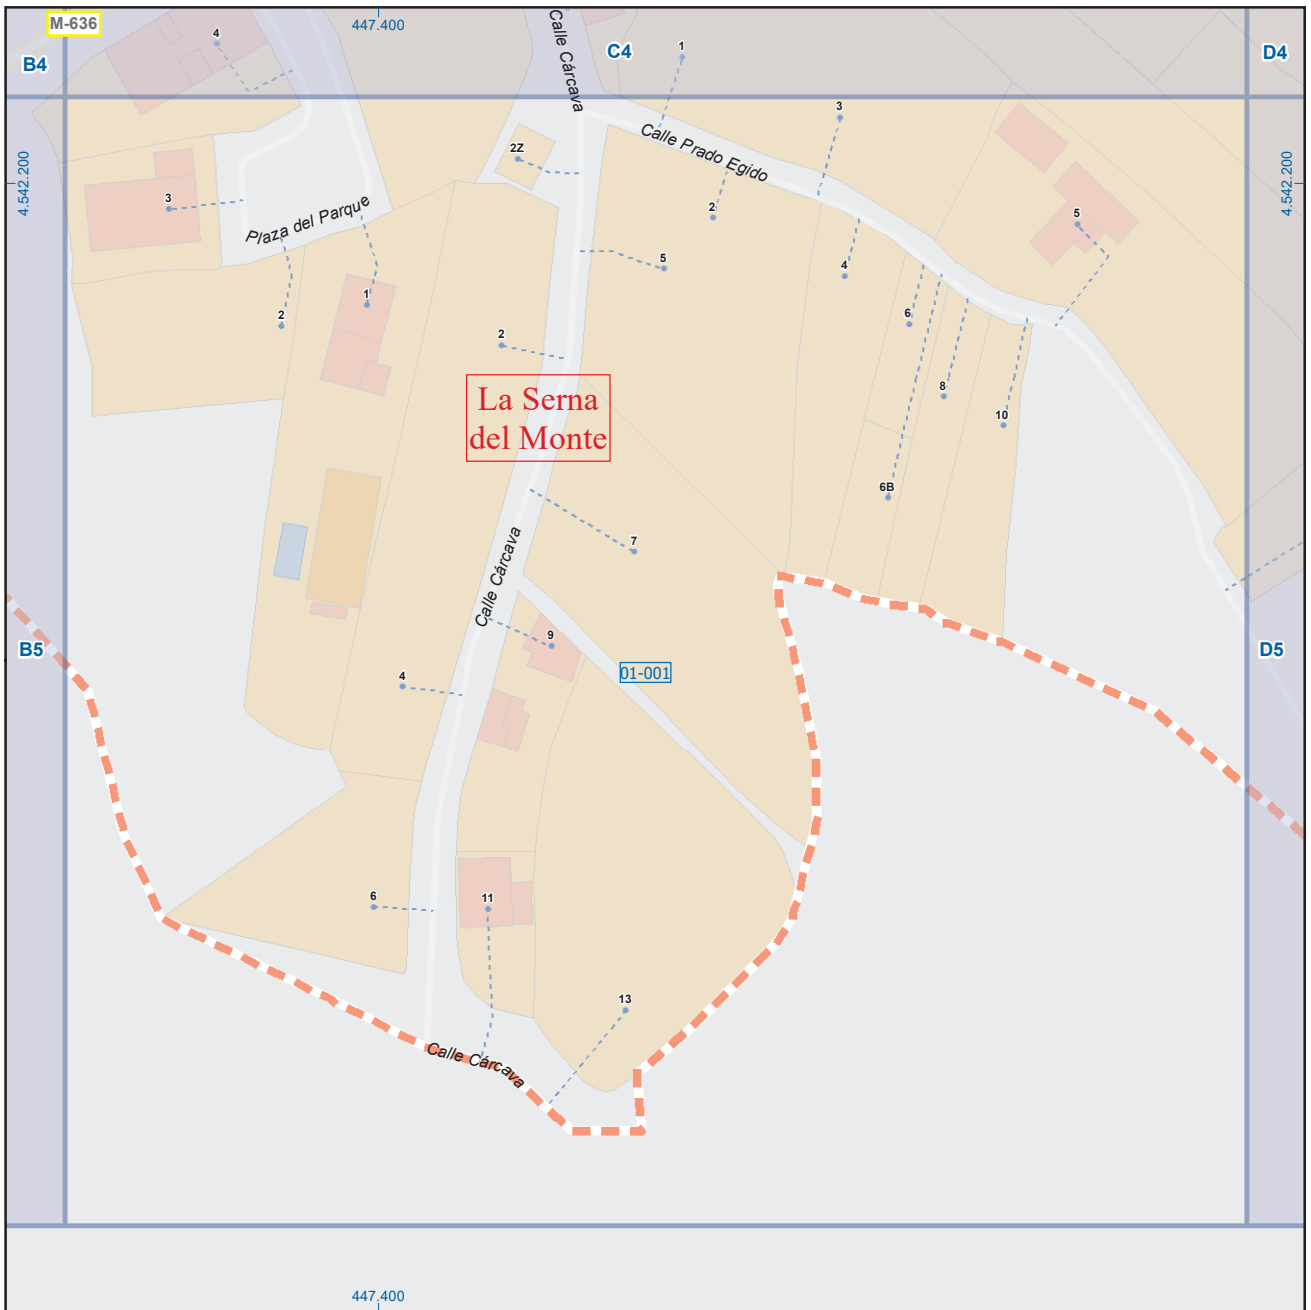 M-636
447.400
B4
C4
D4
4
1
3
Calle Cárcava
Calle Prado Egido
2Z
4.542.200
4.542.200
3
Plaza del Parque
2
5
5
4
1
2
6
2
La Serna
del Monte
8
10
6B
7
Calle Cárcava
9
B5
01-001
D5
4
6
11
13
Calle Cárcava
447.400